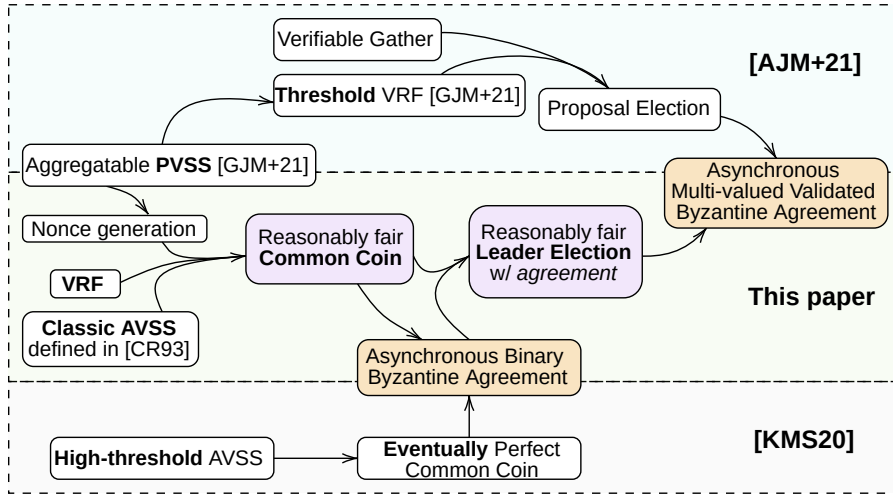 Verifiable Gather
[AJM+21]
Threshold VRF [GJM+21]
Proposal Election
Aggregatable PVSS [GJM+21]
Asynchronous
Multi-valued Validated
Byzantine Agreement
Nonce generation
Reasonably fair
Common Coin
Reasonably fair
Leader Election
w/ agreement
VRF
This paper
Classic AVSS
defined in [CR93]
Asynchronous Binary
Byzantine Agreement
[KMS20]
High-threshold AVSS
Eventually Perfect
Common Coin